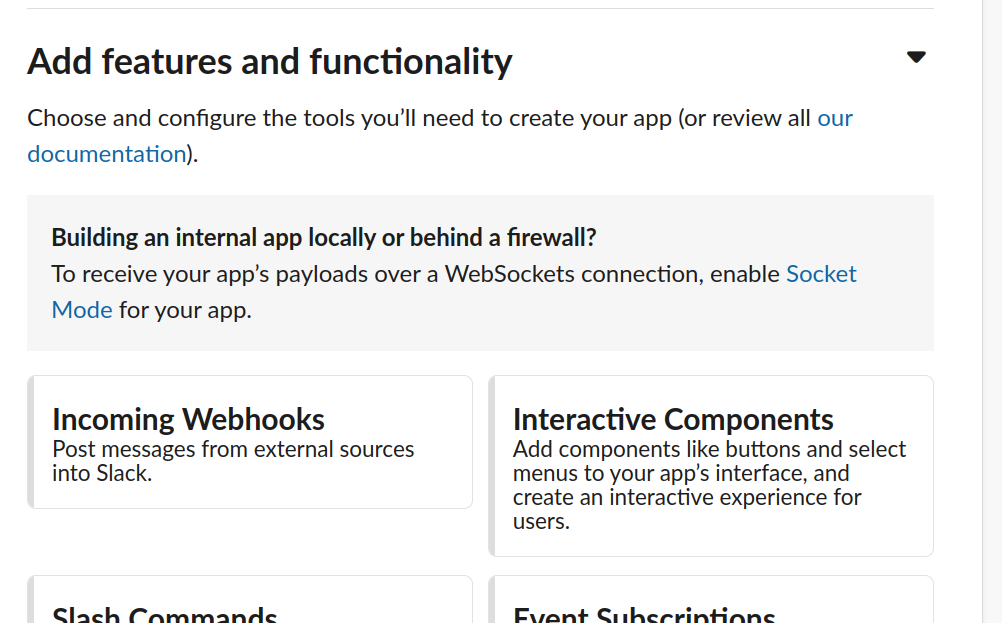 Add features and functionality
Choose and configure the tools you’ll need to create your app (or review all our
documentation).
Building an internal app locally or behind a firewall?
To receive your app’s payloads over a WebSockets connection, enable Socket
Mode for your app.
Incoming Webhooks
Post messages from external sources
into Slack.
Interactive Components
Add components like buttons and select
menus to your app’s interface, and
create an interactive experience for
users.
Slash Commands
Event Subscriptions